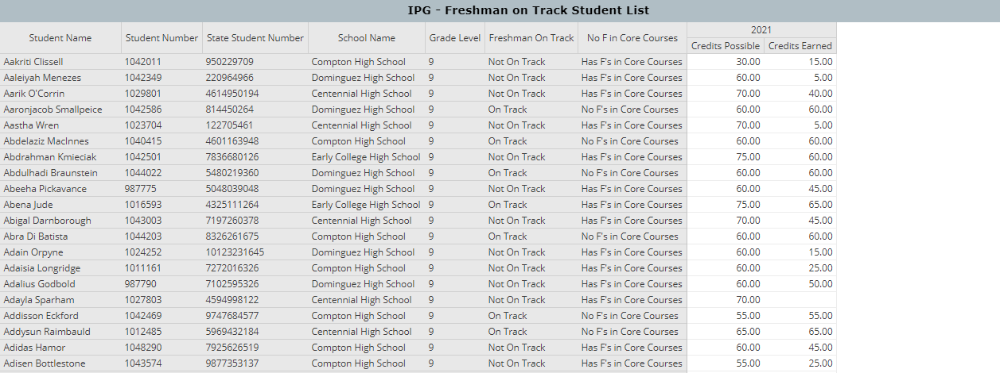 IPG - Freshman on Track Student List
Student Name Student Number State Student Number School Name Grade Level Freshman On Track No F in Core Courses 2021
Credits Possible Credits Earned
Aakriti Clissell 1042011 950229709 Compton High School 9 Not On Track Has F's in Core Courses 30.00 15.00
Aaleiyah Menezes 1042349 220964966 Dominguez High School 9 Not On Track Has F's in Core Courses 60.00 5.00
Aarik O'Corrin 1029801 4614950194 Centennial High School 9 Not On Track Has F's in Core Courses 70.00 40.00
Aaronjacob Smallpeice 1042586 814450264 Dominguez High School 9 On Track No F's in Core Courses 60.00 60.00
Aastha Wren 1023704 122705461 Centennial High School 9 Not On Track Has F's in Core Courses 70.00 5.00
Abdelaziz MacInnes 1040415 4601163948 Compton High School 9 On Track No F's in Core Courses 60.00 60.00
Abdrahman Kmieciak 1042501 7836680126 Early College High School 9 Not On Track Has F's in Core Courses 75.00 60.00
Abdulhadi Braunstein 1044022 5480219360 Dominguez High School 9 On Track No F's in Core Courses 60.00 60.00
Abeeha Pickavance 987775 5048039048 Dominguez High School 9 Not On Track Has F's in Core Courses 60.00 45.00
Abena Jude 1016593 4325111264 Early College High School 9 On Track Has F's in Core Courses 75.00 65.00
Abigal Darnborough 1043003 7197260378 Centennial High School 9 Not On Track Has F's in Core Courses 70.00 45.00
Abra Di Batista 1044203 8326261675 Compton High School 9 On Track No F's in Core Courses 60.00 60.00
Adain Orpyne 1024252 10123231645 Dominguez High School 9 Not On Track Has F's in Core Courses 60.00 15.00
Adaisia Longridge 1011161 7272016326 Compton High School 9 Not On Track Has F's in Core Courses 60.00 25.00
Adalius Godbold 987790 7102595326 Dominguez High School 9 Not On Track Has F's in Core Courses 60.00 50.00
Adayla Sparham 1027803 4594998122 Centennial High School 9 Not On Track Has F's in Core Courses 70.00
Addisson Eckford 1042469 9747684577 Compton High School 9 On Track No F's in Core Courses 55.00 55.00
Addysun Raimbauld 1012485 5969432184 Centennial High School 9 On Track No F's in Core Courses 65.00 65.00
Adidas Hamor 1048290 7925626519 Compton High School 9 Not On Track Has F's in Core Courses 60.00 45.00
Adisen Bottlestone 1043574 9877353137 Compton High School 9 Not On Track Has F's in Core Courses 55.00 25.00